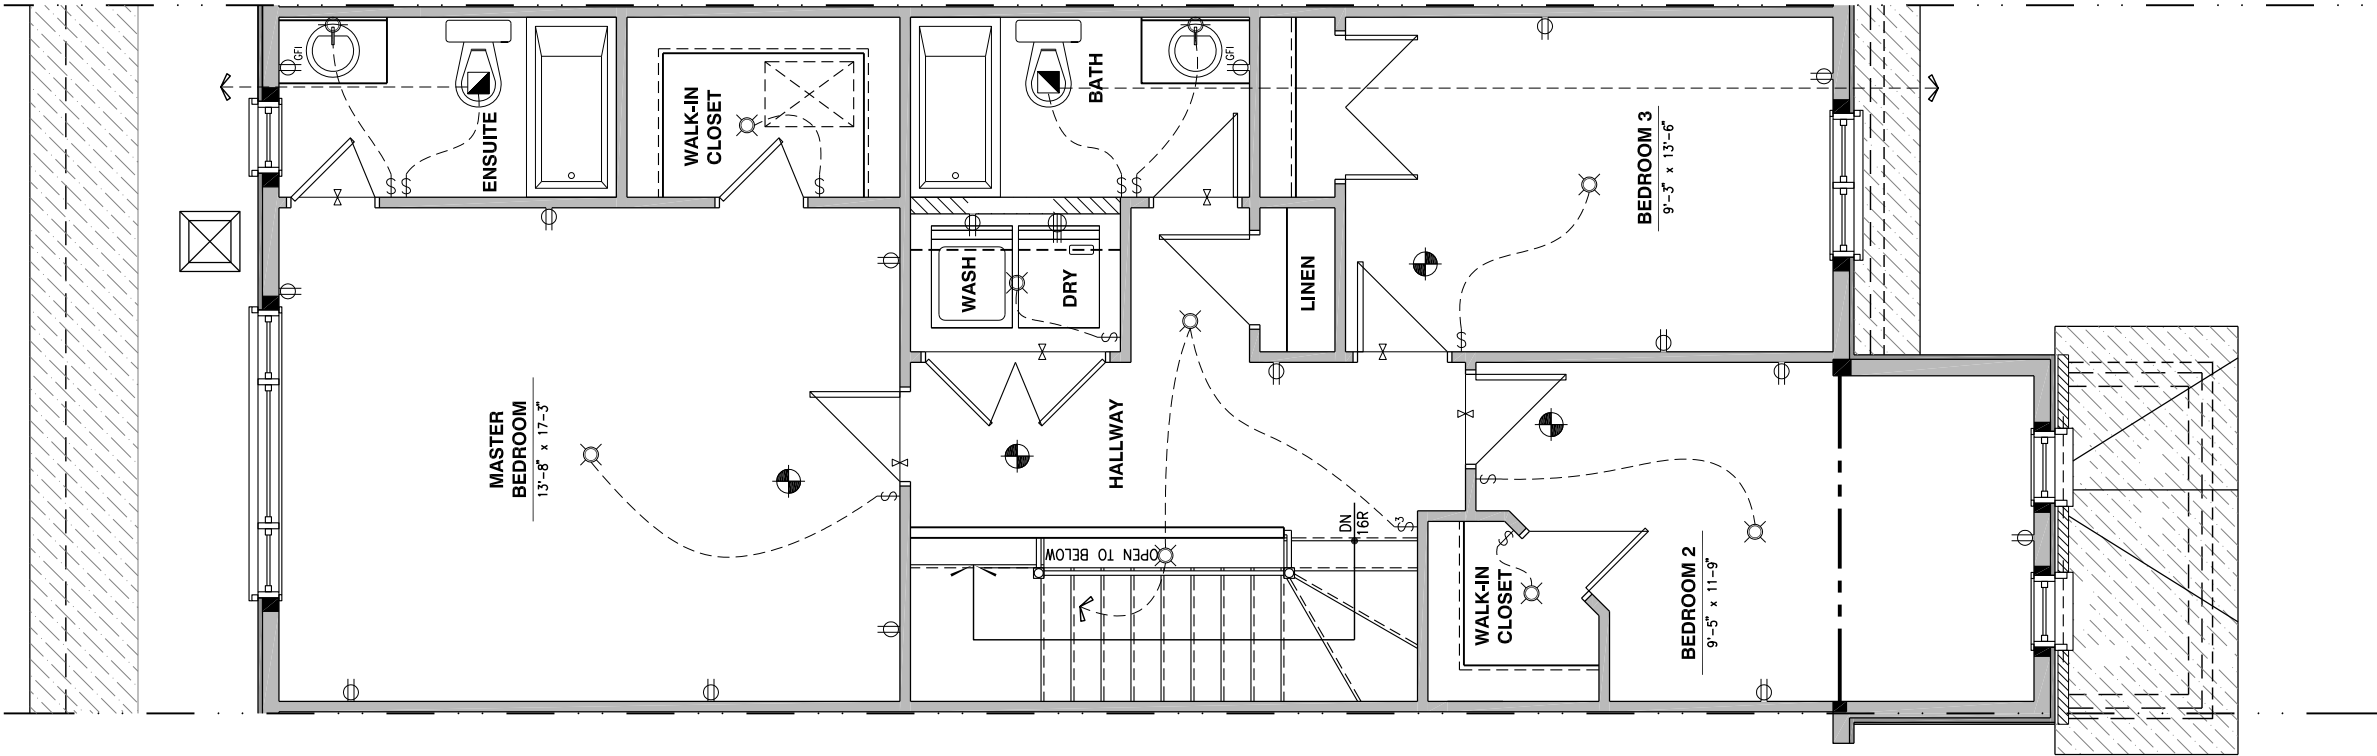 GFI
ENSUITE
WALK-IN
CLOSET
BATH
GFI
BEDROOM 3
9'-3" x 13'-6"
WASH
DRY
LINEN
MASTER
BEDROOM
13'-8" x 17'-3"
HALLWAY
OPEN TO BELOW
DN
16R
3
WALK-IN
CLOSET
BEDROOM 2
9'-5" x 11'-9"
S
S
S
S
S
S
S
S
S
S
S